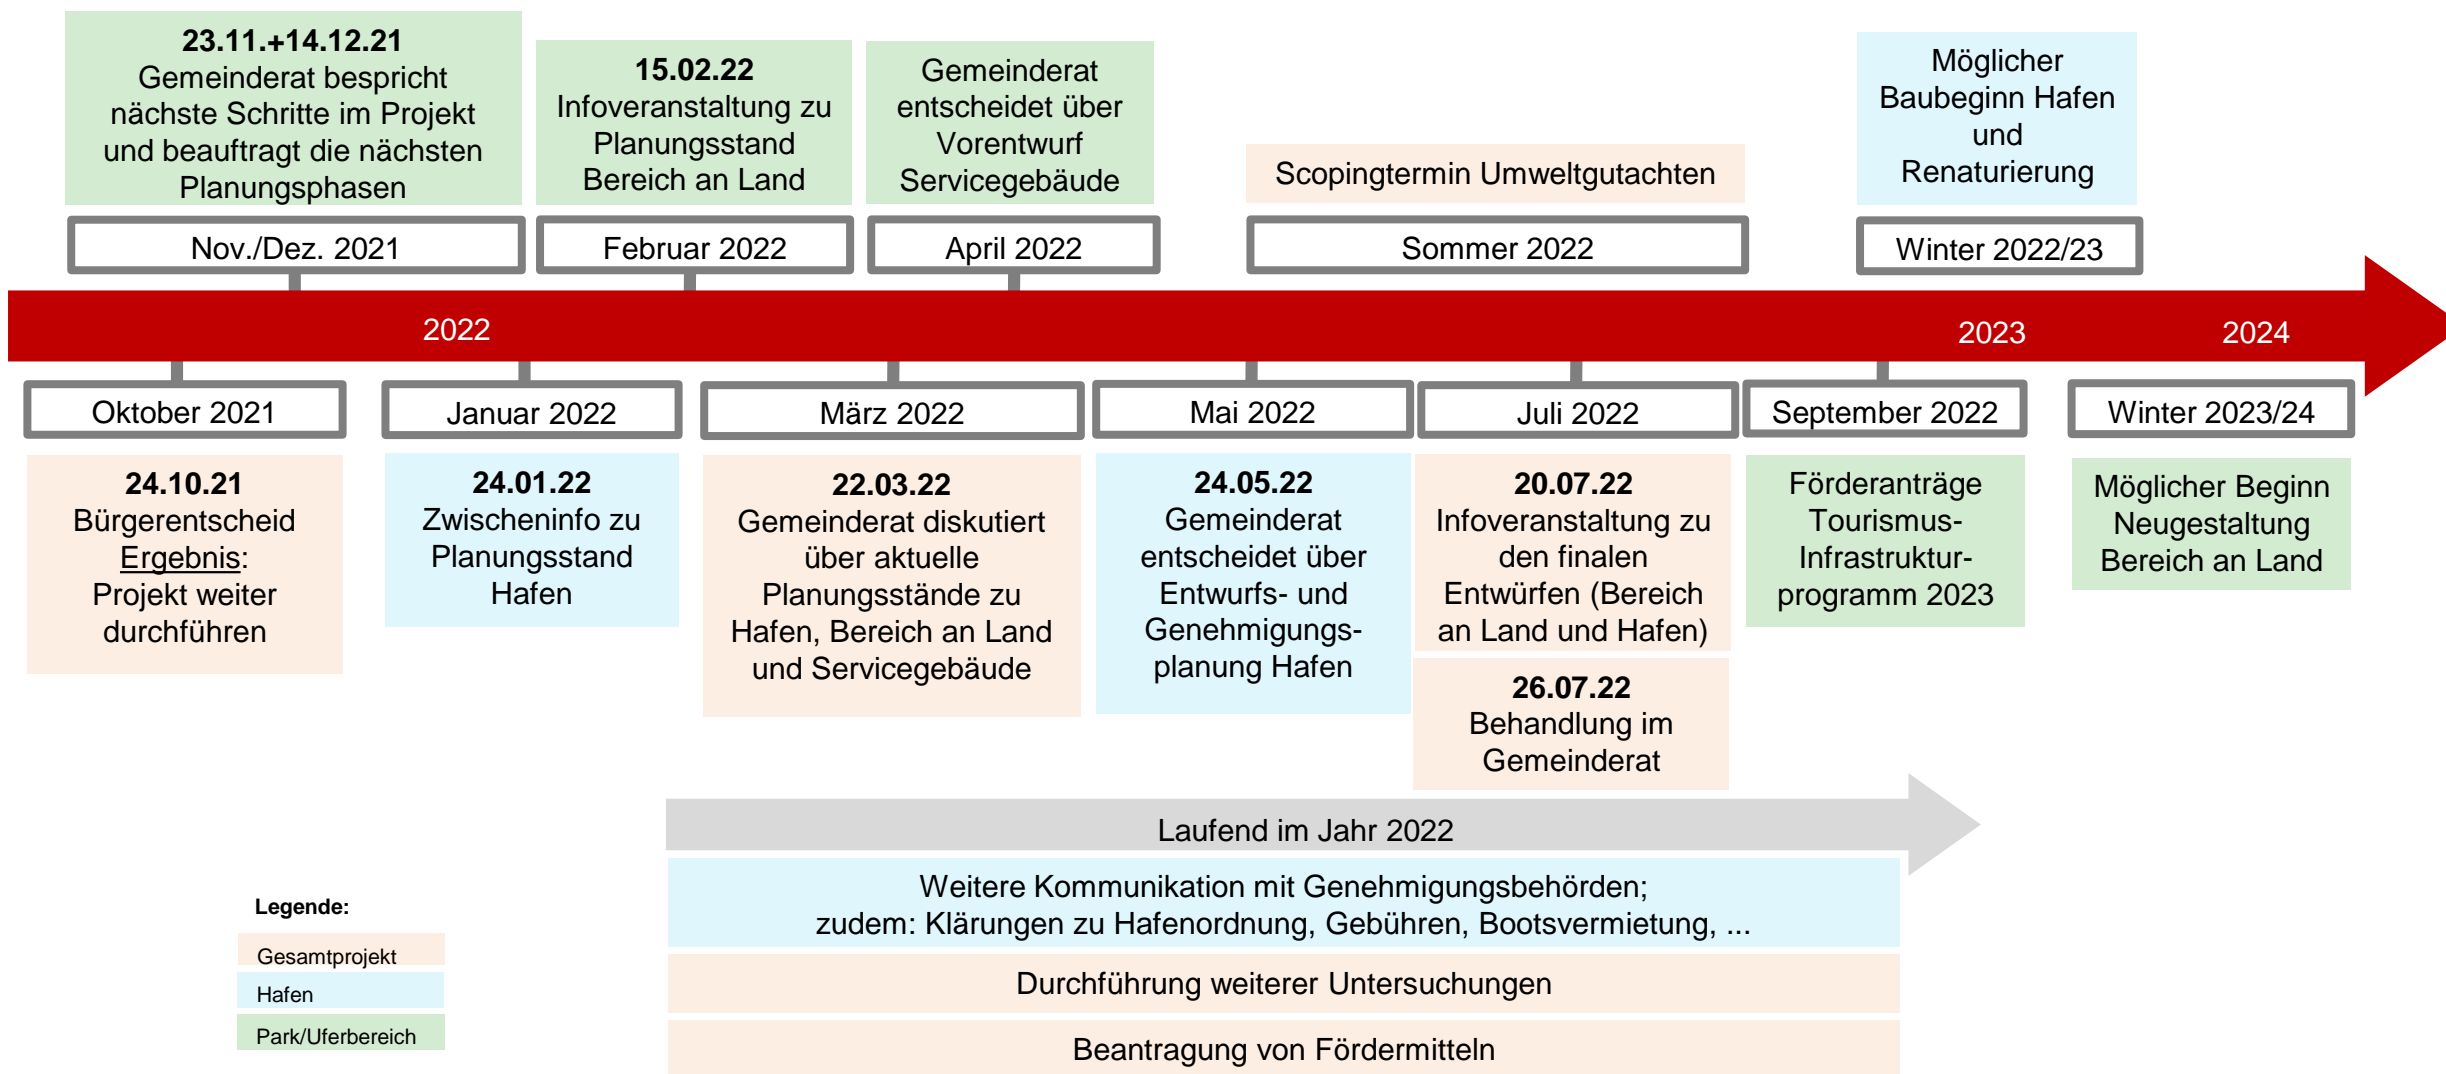 23.11.+14.12.21
Gemeinderat bespricht
nächste Schritte im Projekt
und beauftragt die nächsten
Planungsphasen
15.02.22
Infoveranstaltung zu
Planungsstand
Bereich an Land
Gemeinderat
entscheidet über
Vorentwurf
Servicegebäude
Scopingtermin Umweltgutachten
Möglicher
Baubeginn Hafen
und
Renaturierung
Nov./Dez. 2021
Februar 2022
April 2022
Sommer 2022
Winter 2022/23
2022
2023
2024
Oktober 2021
Januar 2022
März 2022
Mai 2022
Juli 2022
September 2022
Winter 2023/24
24.10.21
Bürgerentscheid
Ergebnis:
Projekt weiter
durchführen
24.01.22
Zwischeninfo zu
Planungsstand
Hafen
22.03.22
Gemeinderat diskutiert
über aktuelle
Planungsstände zu
Hafen, Bereich an Land
und Servicegebäude
24.05.22
Gemeinderat
entscheidet über
Entwurfs- und
Genehmigungs-
planung Hafen
20.07.22
Infoveranstaltung zu
den finalen
Entwürfen (Bereich
an Land und Hafen)
26.07.22
Behandlung im
Gemeinderat
Förderanträge
Tourismus-
Infrastruktur-
programm 2023
Möglicher Beginn
Neugestaltung
Bereich an Land
Laufend im Jahr 2022
Weitere Kommunikation mit Genehmigungsbehörden;
zudem: Klärungen zu Hafenordnung, Gebühren, Bootsvermietung, ...
Durchführung weiterer Untersuchungen
Beantragung von Fördermitteln
Legende:
Gesamtprojekt
Hafen
Park/Uferbereich